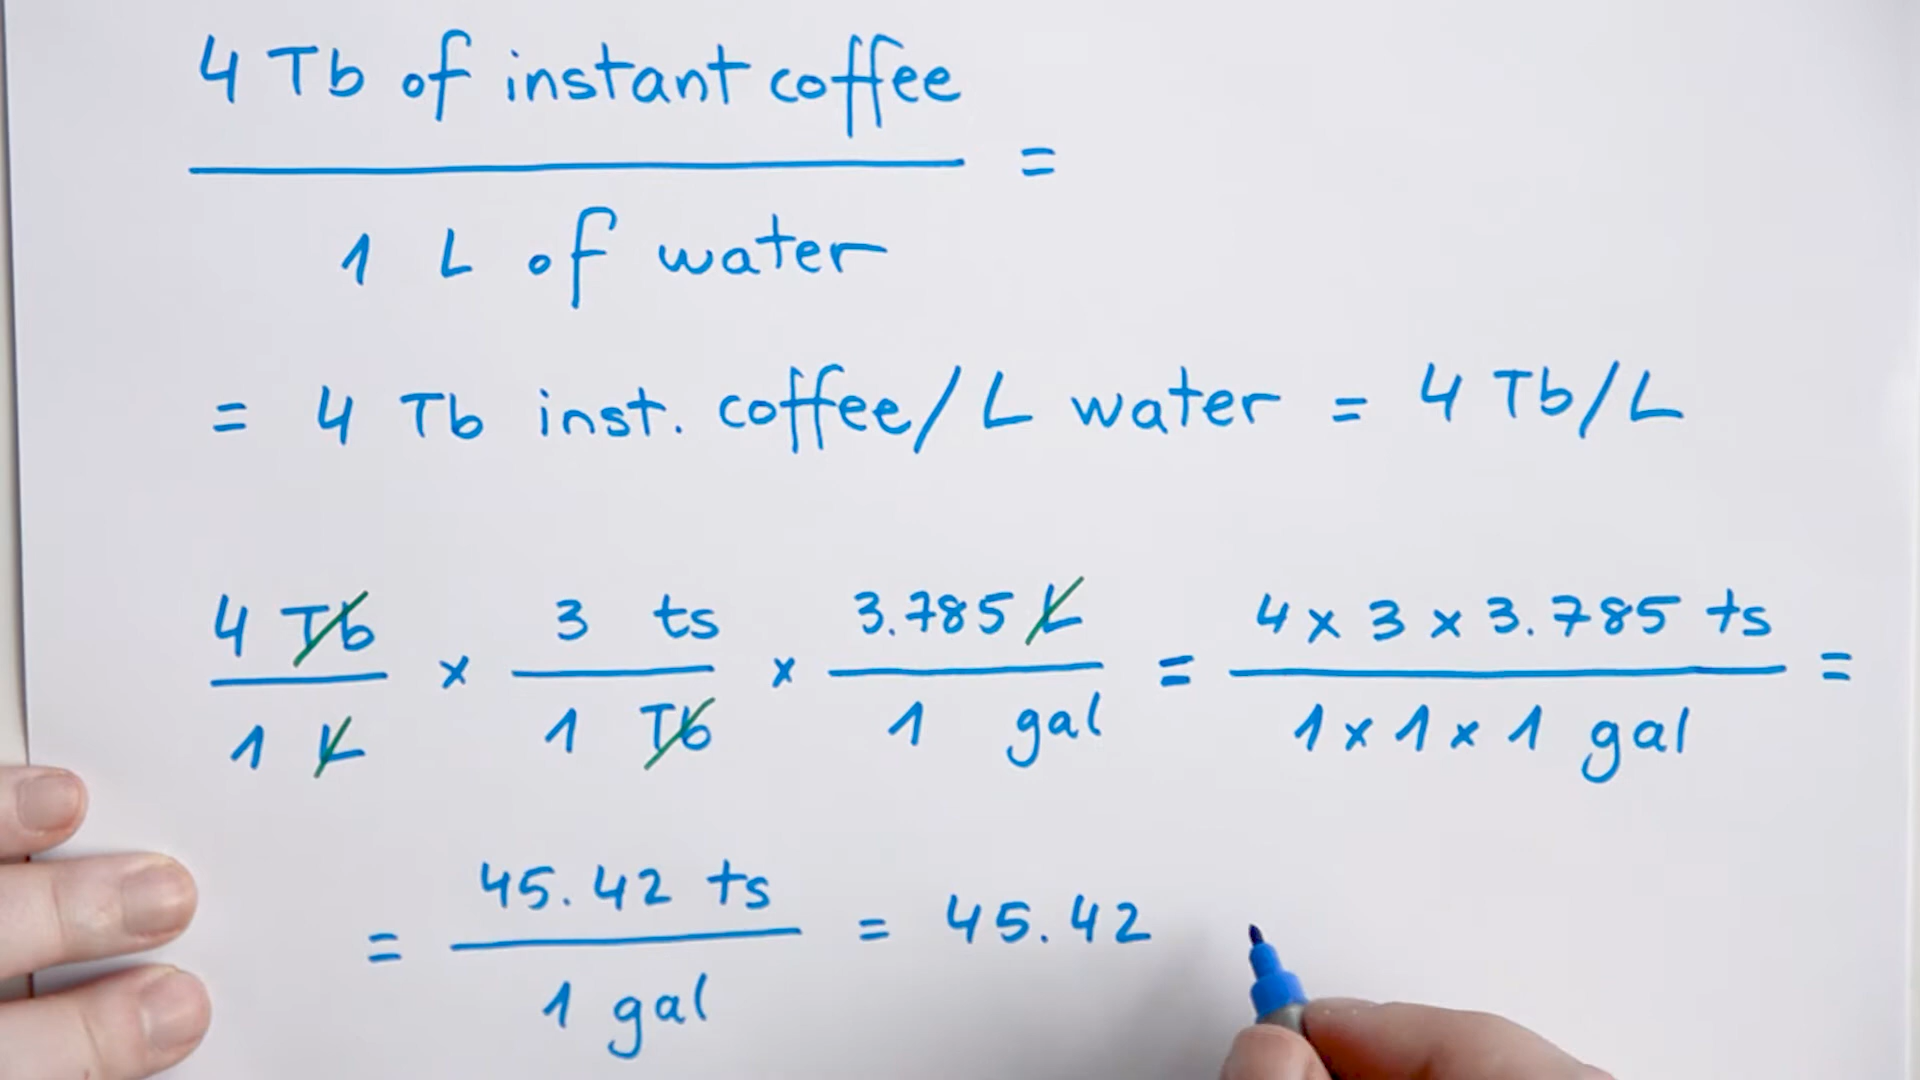 4 Tb of instant coffee
=
1 L of water
= 4 Tb inst. coffee/L water = 4 Tb/L
4 Tb × 3 ts × 3.785 L = 4 × 3 × 3.785 ts =
1 L 1 Tb 1 gal 1 × 1 × 1 gal
= 45.42 ts = 45.42
1 gal